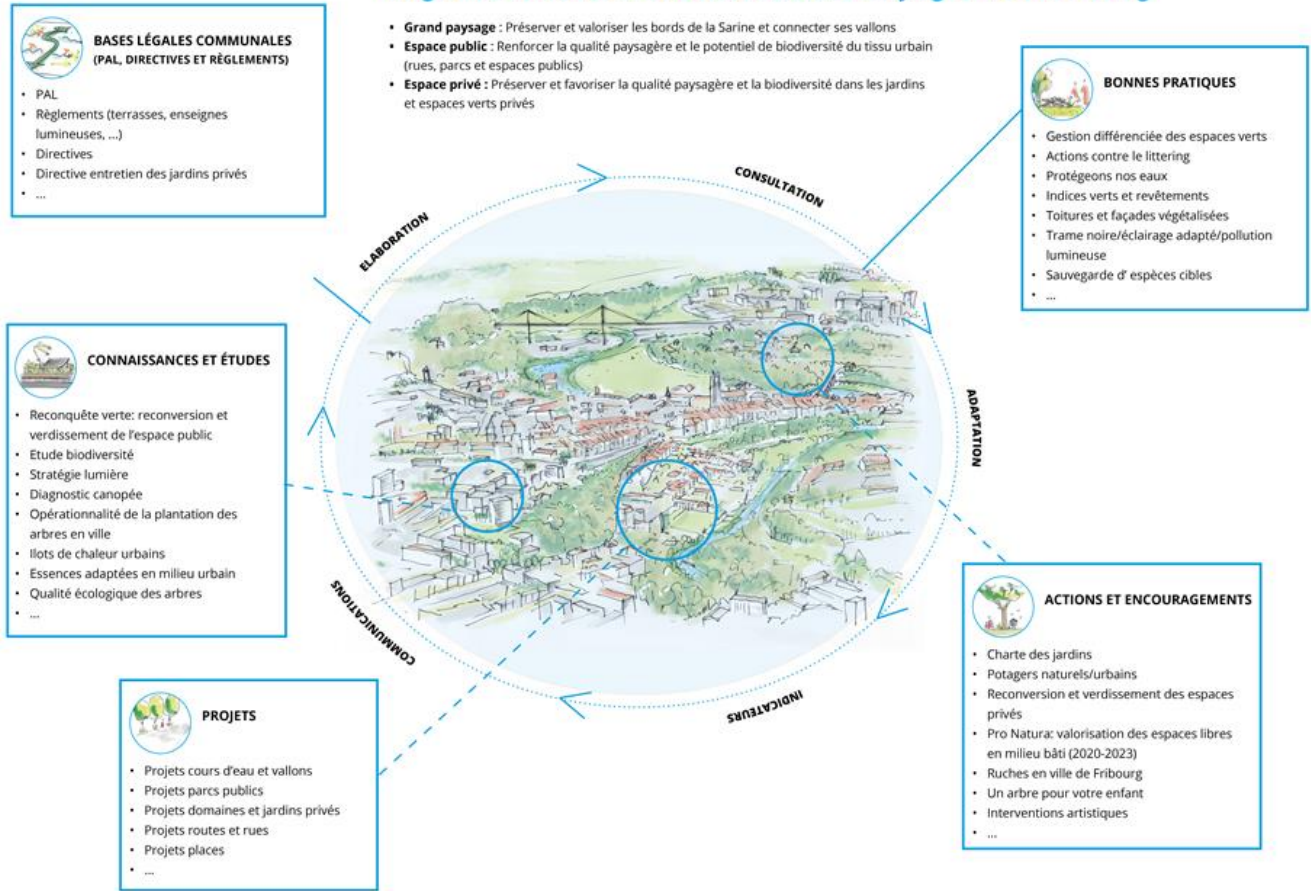 • Grand paysage : Préserver et valoriser les bords de la Sarine et connecter ses vallons
• Espace public : Renforcer la qualité paysagère et le potentiel de biodiversité du tissu urbain
(rues, parcs et espaces publics)
• Espace privé : Préserver et favoriser la qualité paysagère et la biodiversité dans les jardins
et espaces verts privés
BASES LÉGALES COMMUNALES
(PAL, DIRECTIVES ET RÈGLEMENTS)
• PAL
• Règlements (terrasses, enseignes
lumineuses, ...)
• Directives
• Directive entretien des jardins privés
• ...
BONNES PRATIQUES
• Gestion différenciée des espaces verts
• Actions contre le littering
• Protégeons nos eaux
• Indices verts et revêtements
• Toitures et façades végétalisées
• Trame noire/éclairage adapté/pollution
lumineuse
• Sauvegarde d' espèces cibles
• ...
ELABORATION
CONSULTATION
ADAPTATION
INDICATEURS
COMMUNICATIONS
CONNAISSANCES ET ÉTUDES
• Reconquête verte: reconversion et
verdissement de l'espace public
• Etude biodiversité
• Stratégie lumière
• Diagnostic canopée
• Opérationnalité de la plantation des
arbres en ville
• Ilots de chaleur urbains
• Essences adaptées en milieu urbain
• Qualité écologique des arbres
• ...
ACTIONS ET ENCOURAGEMENTS
• Charte des jardins
• Potagers naturels/urbains
• Reconversion et verdissement des espaces
privés
• Pro Natura: valorisation des espaces libres
en milieu bâti (2020-2023)
• Ruches en ville de Fribourg
• Un arbre pour votre enfant
• Interventions artistiques
• ...
PROJETS
• Projets cours d'eau et vallons
• Projets parcs publics
• Projets domaines et jardins privés
• Projets routes et rues
• Projets places
• ...